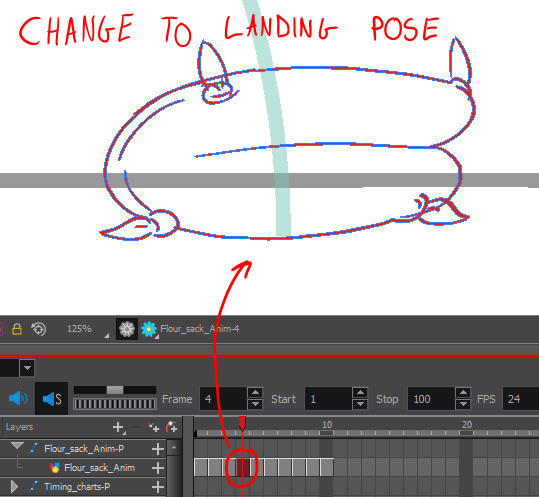 CHANGE TO LANDING POSE
125% Flour_sack_Anim-4
Frame 4 Start 1 Stop 100 FPS 24
Layers 10 20
Flour_sack_Anim-P
Flour_sack_Anim
Timing_charts-P